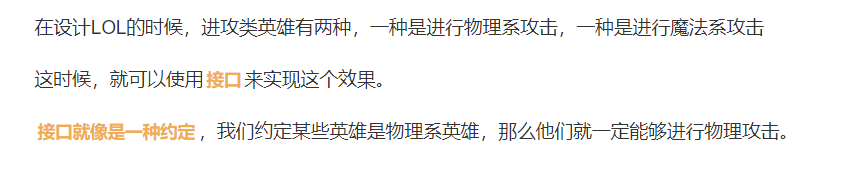 在设计LOL的时候，进攻类英雄有两种，一种是进行物理系攻击，一种是进行魔法系攻击
这时候，就可以使用接口来实现这个效果。
接口就像是一种约定，我们约定某些英雄是物理系英雄，那么他们就一定能够进行物理攻击。